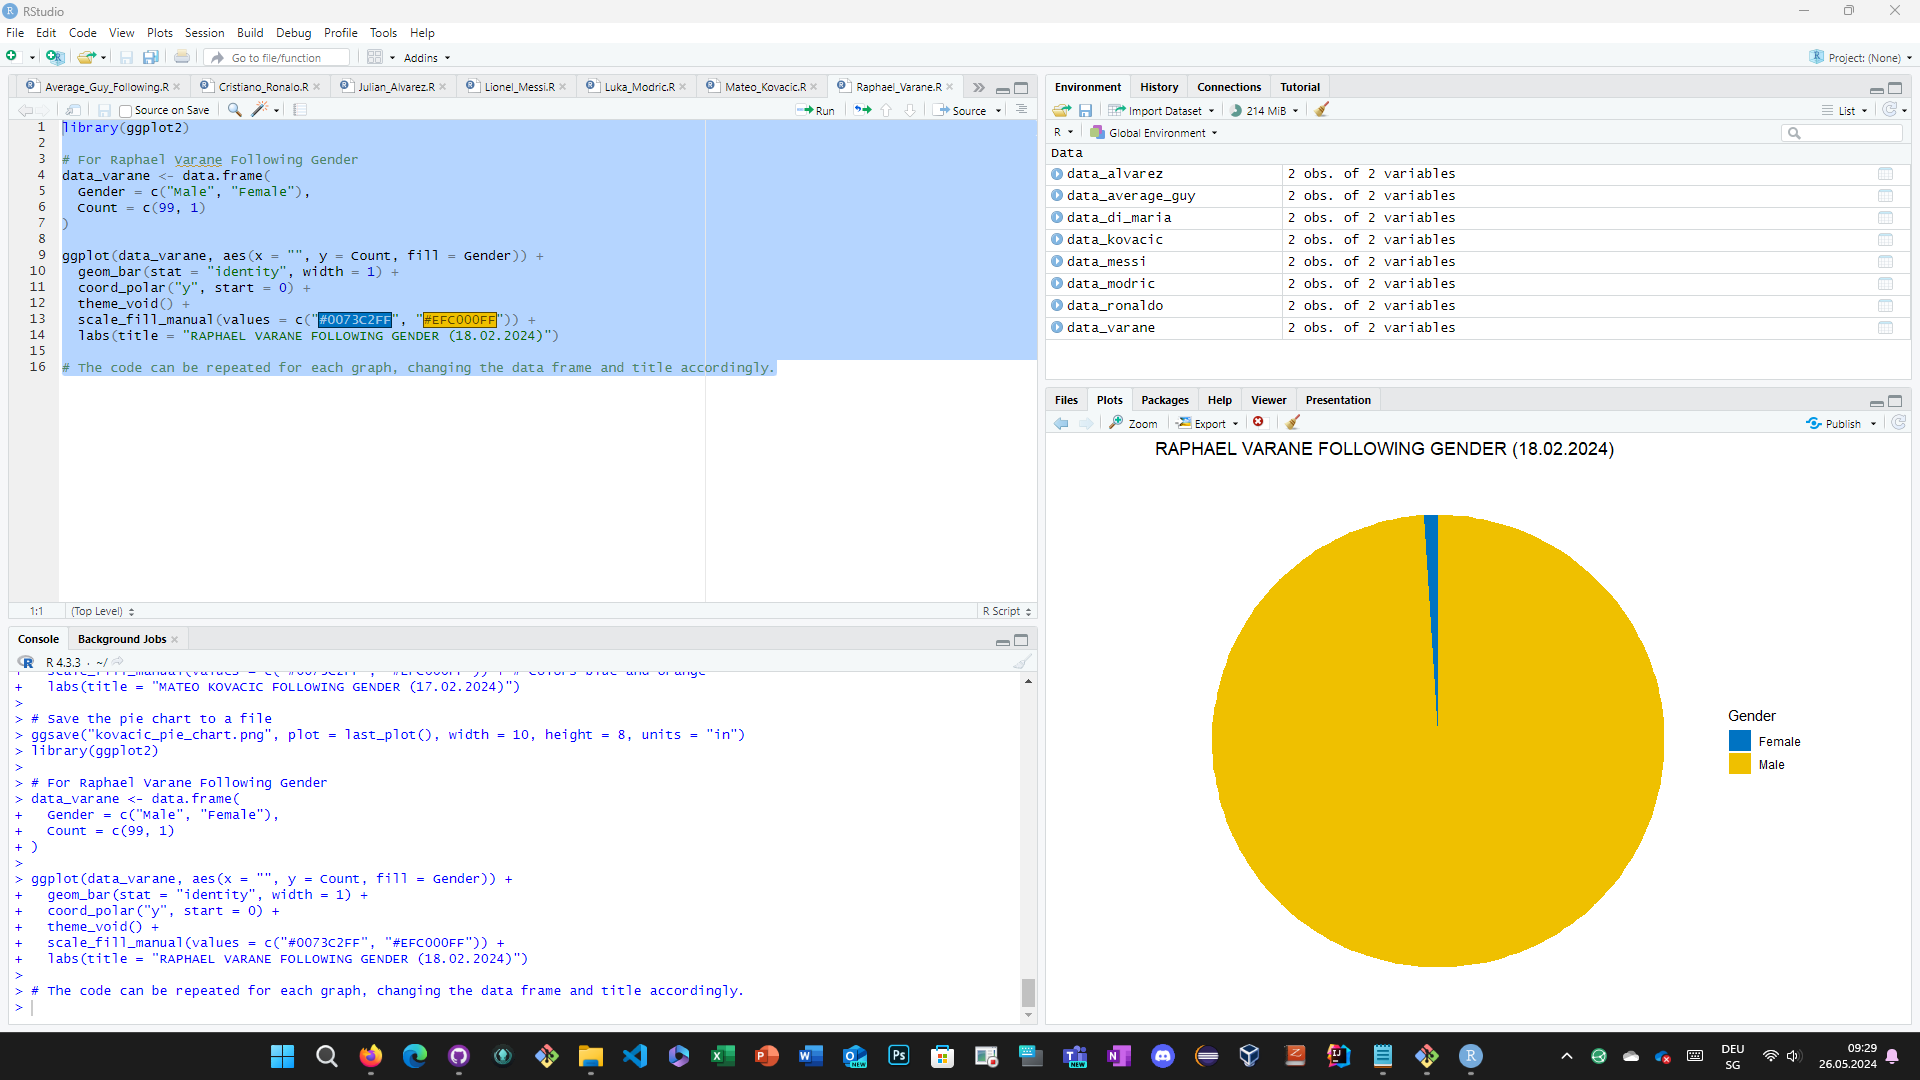 RStudio
File Edit Code View Plots Session Build Debug Profile Tools Help
Go to file/function Addins Project: (None)
Average_Guy_Following.R Cristiano_Ronalo.R Julian_Alvarez.R Lionel_Messi.R Luka_Modric.R Mateo_Kovacic.R Raphael_Varane.R
Source on Save Run Source
1 library(ggplot2)
2
3 # For Raphael Varane Following Gender
4 data_varane <- data.frame(
5 Gender = c("Male", "Female"),
6 Count = c(99, 1)
7 )
8
9 ggplot(data_varane, aes(x = "", y = Count, fill = Gender)) +
10 geom_bar(stat = "identity", width = 1) +
11 coord_polar("y", start = 0) +
12 theme_void() +
13 scale_fill_manual(values = c("#0073C2FF", "#EFC000FF")) +
14 labs(title = "RAPHAEL VARANE FOLLOWING GENDER (18.02.2024)")
15
16 # The code can be repeated for each graph, changing the data frame and title accordingly.
1:1 (Top Level) R Script
Console Background Jobs
R 4.3.3 · ~/
+ scale_fill_manual(values = c("#0073C2FF", "#EFC000FF")) + # Colors blue and orange
+ labs(title = "MATEO KOVACIC FOLLOWING GENDER (17.02.2024)")
>
> # Save the pie chart to a file
> ggsave("kovacic_pie_chart.png", plot = last_plot(), width = 10, height = 8, units = "in")
> library(ggplot2)
>
> # For Raphael Varane Following Gender
> data_varane <- data.frame(
+ Gender = c("Male", "Female"),
+ Count = c(99, 1)
+ )
>
> ggplot(data_varane, aes(x = "", y = Count, fill = Gender)) +
+ geom_bar(stat = "identity", width = 1) +
+ coord_polar("y", start = 0) +
+ theme_void() +
+ scale_fill_manual(values = c("#0073C2FF", "#EFC000FF")) +
+ labs(title = "RAPHAEL VARANE FOLLOWING GENDER (18.02.2024)")
>
> # The code can be repeated for each graph, changing the data frame and title accordingly.
>
Environment History Connections Tutorial
Import Dataset 214 MiB List
R Global Environment
Data
data_alvarez 2 obs. of 2 variables
data_average_guy 2 obs. of 2 variables
data_di_maria 2 obs. of 2 variables
data_kovacic 2 obs. of 2 variables
data_messi 2 obs. of 2 variables
data_modric 2 obs. of 2 variables
data_ronaldo 2 obs. of 2 variables
data_varane 2 obs. of 2 variables
Files Plots Packages Help Viewer Presentation
Zoom Export Publish
RAPHAEL VARANE FOLLOWING GENDER (18.02.2024)
Gender
Female
Male
DEU
SG
09:29
26.05.2024